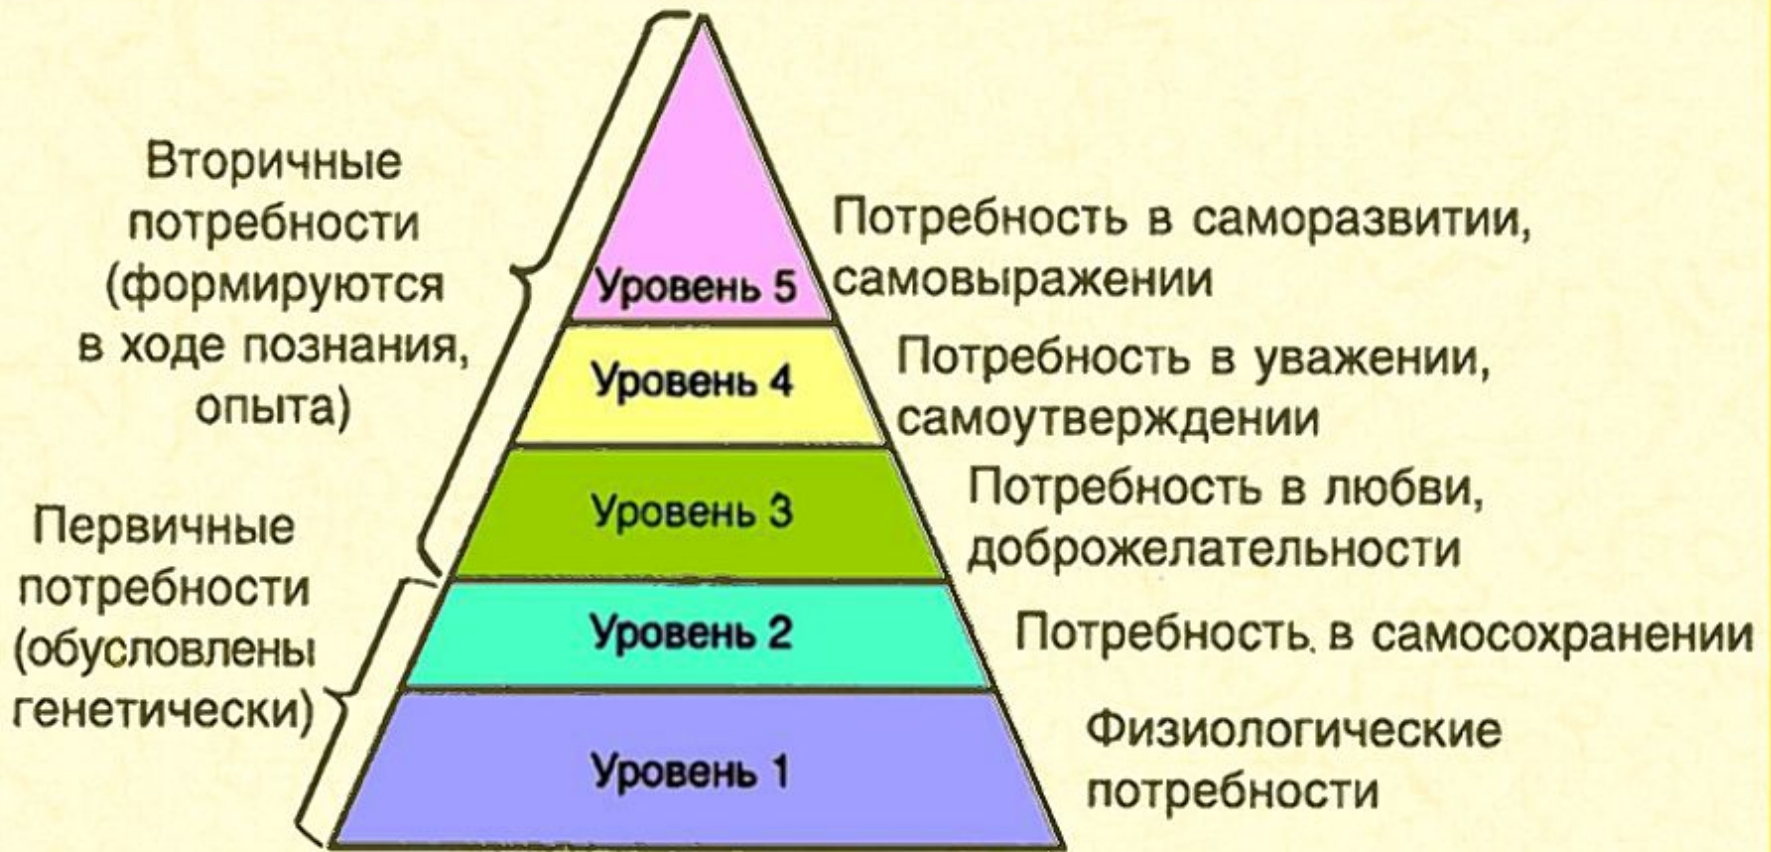 Вторичные
потребности
(формируются
в ходе познания,
опыта)
Первичные
потребности
(обусловлены
генетически)
Уровень 5
Уровень 4
Уровень 3
Уровень 2
Уровень 1
Потребность в саморазвитии,
самовыражении
Потребность в уважении,
самоутверждении
Потребность в любви,
доброжелательности
Потребность в самосохранении
Физиологические
потребности